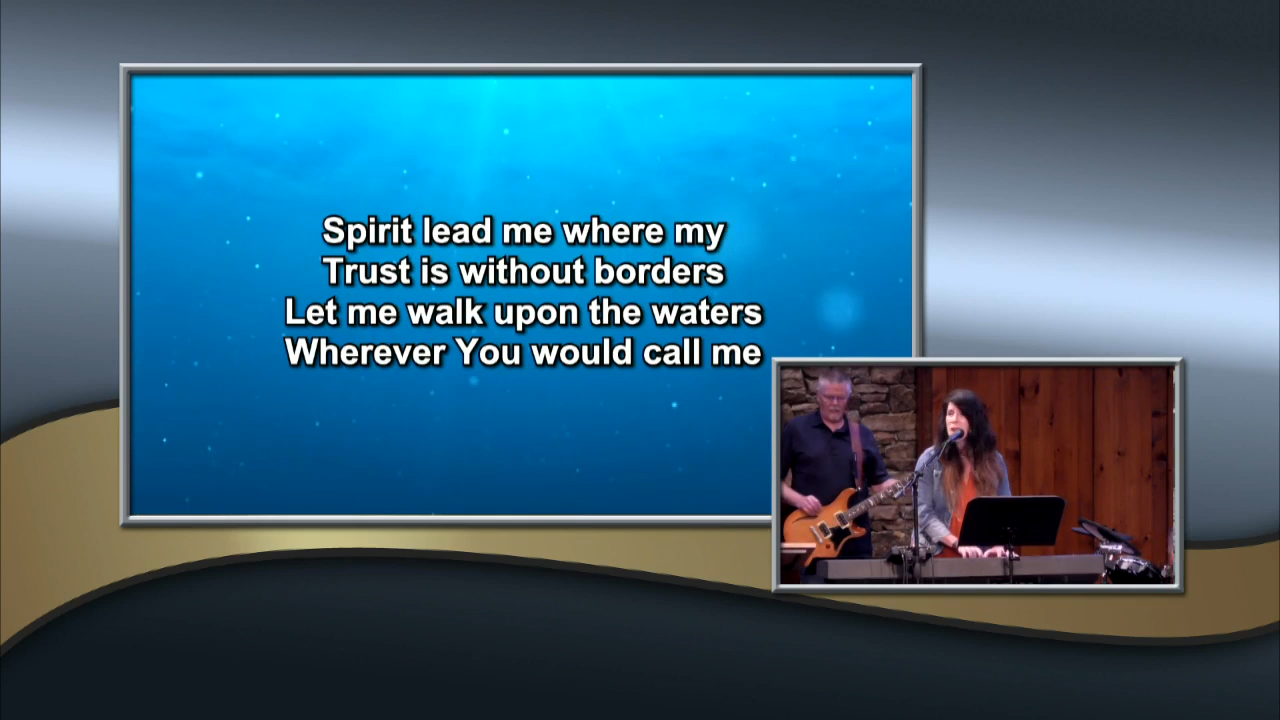 Spirit lead me where my
Trust is without borders
Let me walk upon the waters
Wherever You would call me